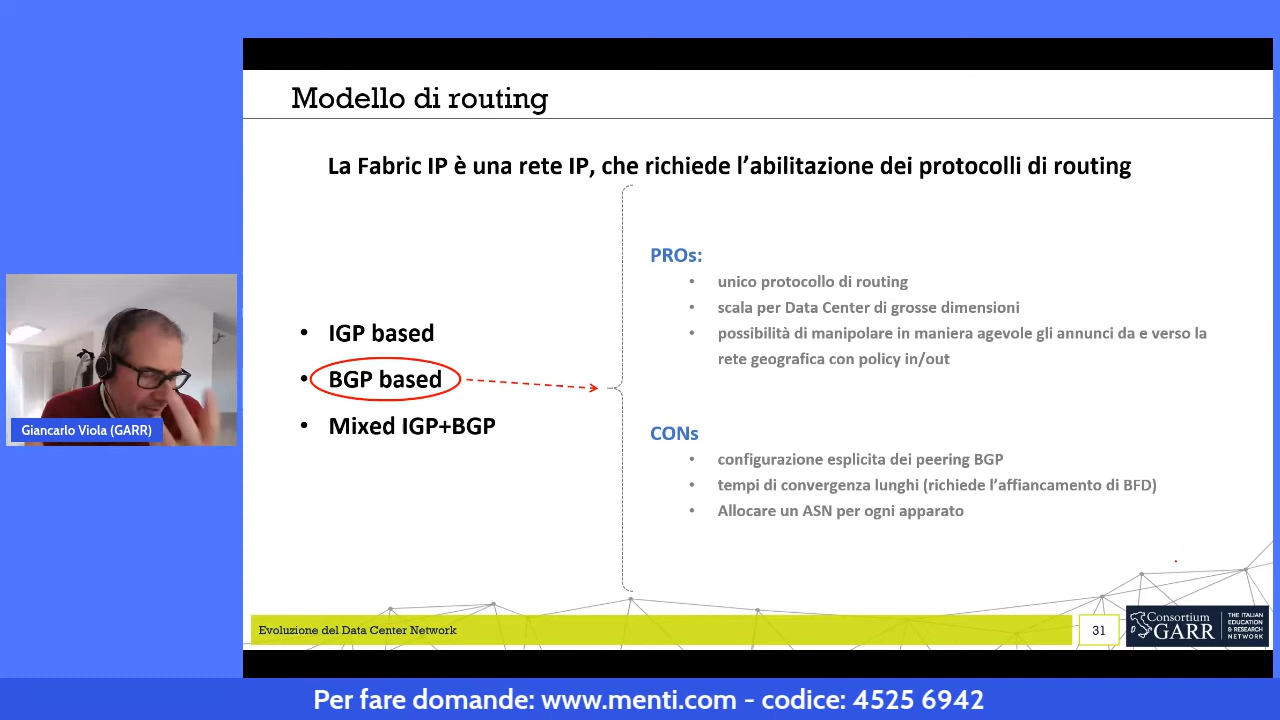 Modello di routing
La Fabric IP è una rete IP, che richiede l'abilitazione dei protocolli di routing
• IGP based
• BGP based
• Mixed IGP+BGP
PROs:
• unico protocollo di routing
• scala per Data Center di grosse dimensioni
• possibilità di manipolare in maniera agevole gli annunci da e verso la
rete geografica con policy in/out
CONs
• configurazione esplicita dei peering BGP
• tempi di convergenza lunghi (richiede l'affiancamento di BFD)
• Allocare un ASN per ogni apparato
Giancarlo Viola (GARR)
Evoluzione del Data Center Network
31
Consortium
GARR
THE ITALIAN
EDUCATION
& RESEARCH
NETWORK
Per fare domande: www.menti.com - codice: 4525 6942